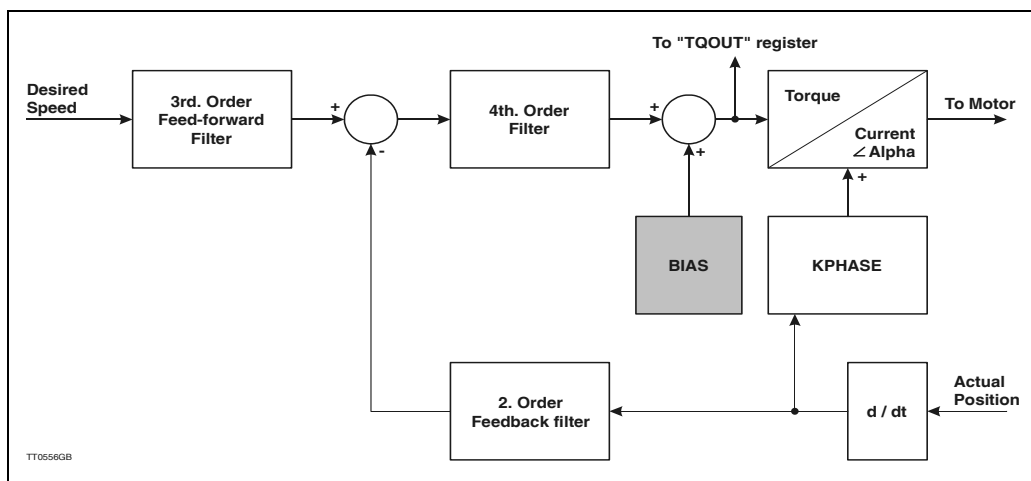 To "TQOUT" register
Desired
Speed
3rd. Order
Feed-forward
Filter
+
-
4th. Order
Filter
+
+
Torque
Current
∠ Alpha
To Motor
+
BIAS
KPHASE
2. Order
Feedback filter
d / dt
Actual
Position
TT0556GB